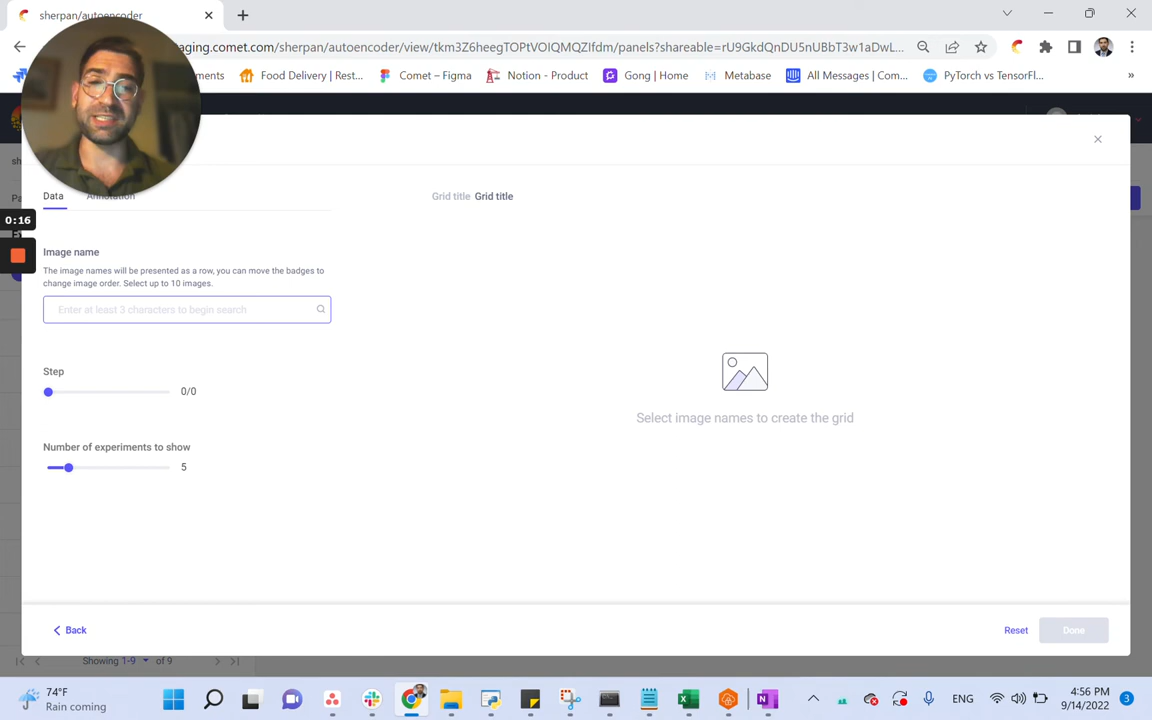 sherpan/autoencoder
aging.comet.com/sherpan/autoencoder/view/tkm3Z6heegTOPtVOIQMQZIfdm/panels?shareable=rU9GkdQnDU5nUBbT3w1aDwL...
ments
Food Delivery | Rest...
Comet – Figma
Notion - Product
Gong | Home
Metabase
All Messages | Com...
PyTorch vs TensorFl...
»
sh
Data
Annotation
Grid title Grid title
Pa
0:16
Image name
The image names will be presented as a row, you can move the badges to
change image order. Select up to 10 images.
Enter at least 3 characters to begin search
Step
0/0
Select image names to create the grid
Number of experiments to show
5
Back
Reset
Done
Showing 1-9 of 9
74°F
Rain coming
ENG
4:56 PM
9/14/2022
3